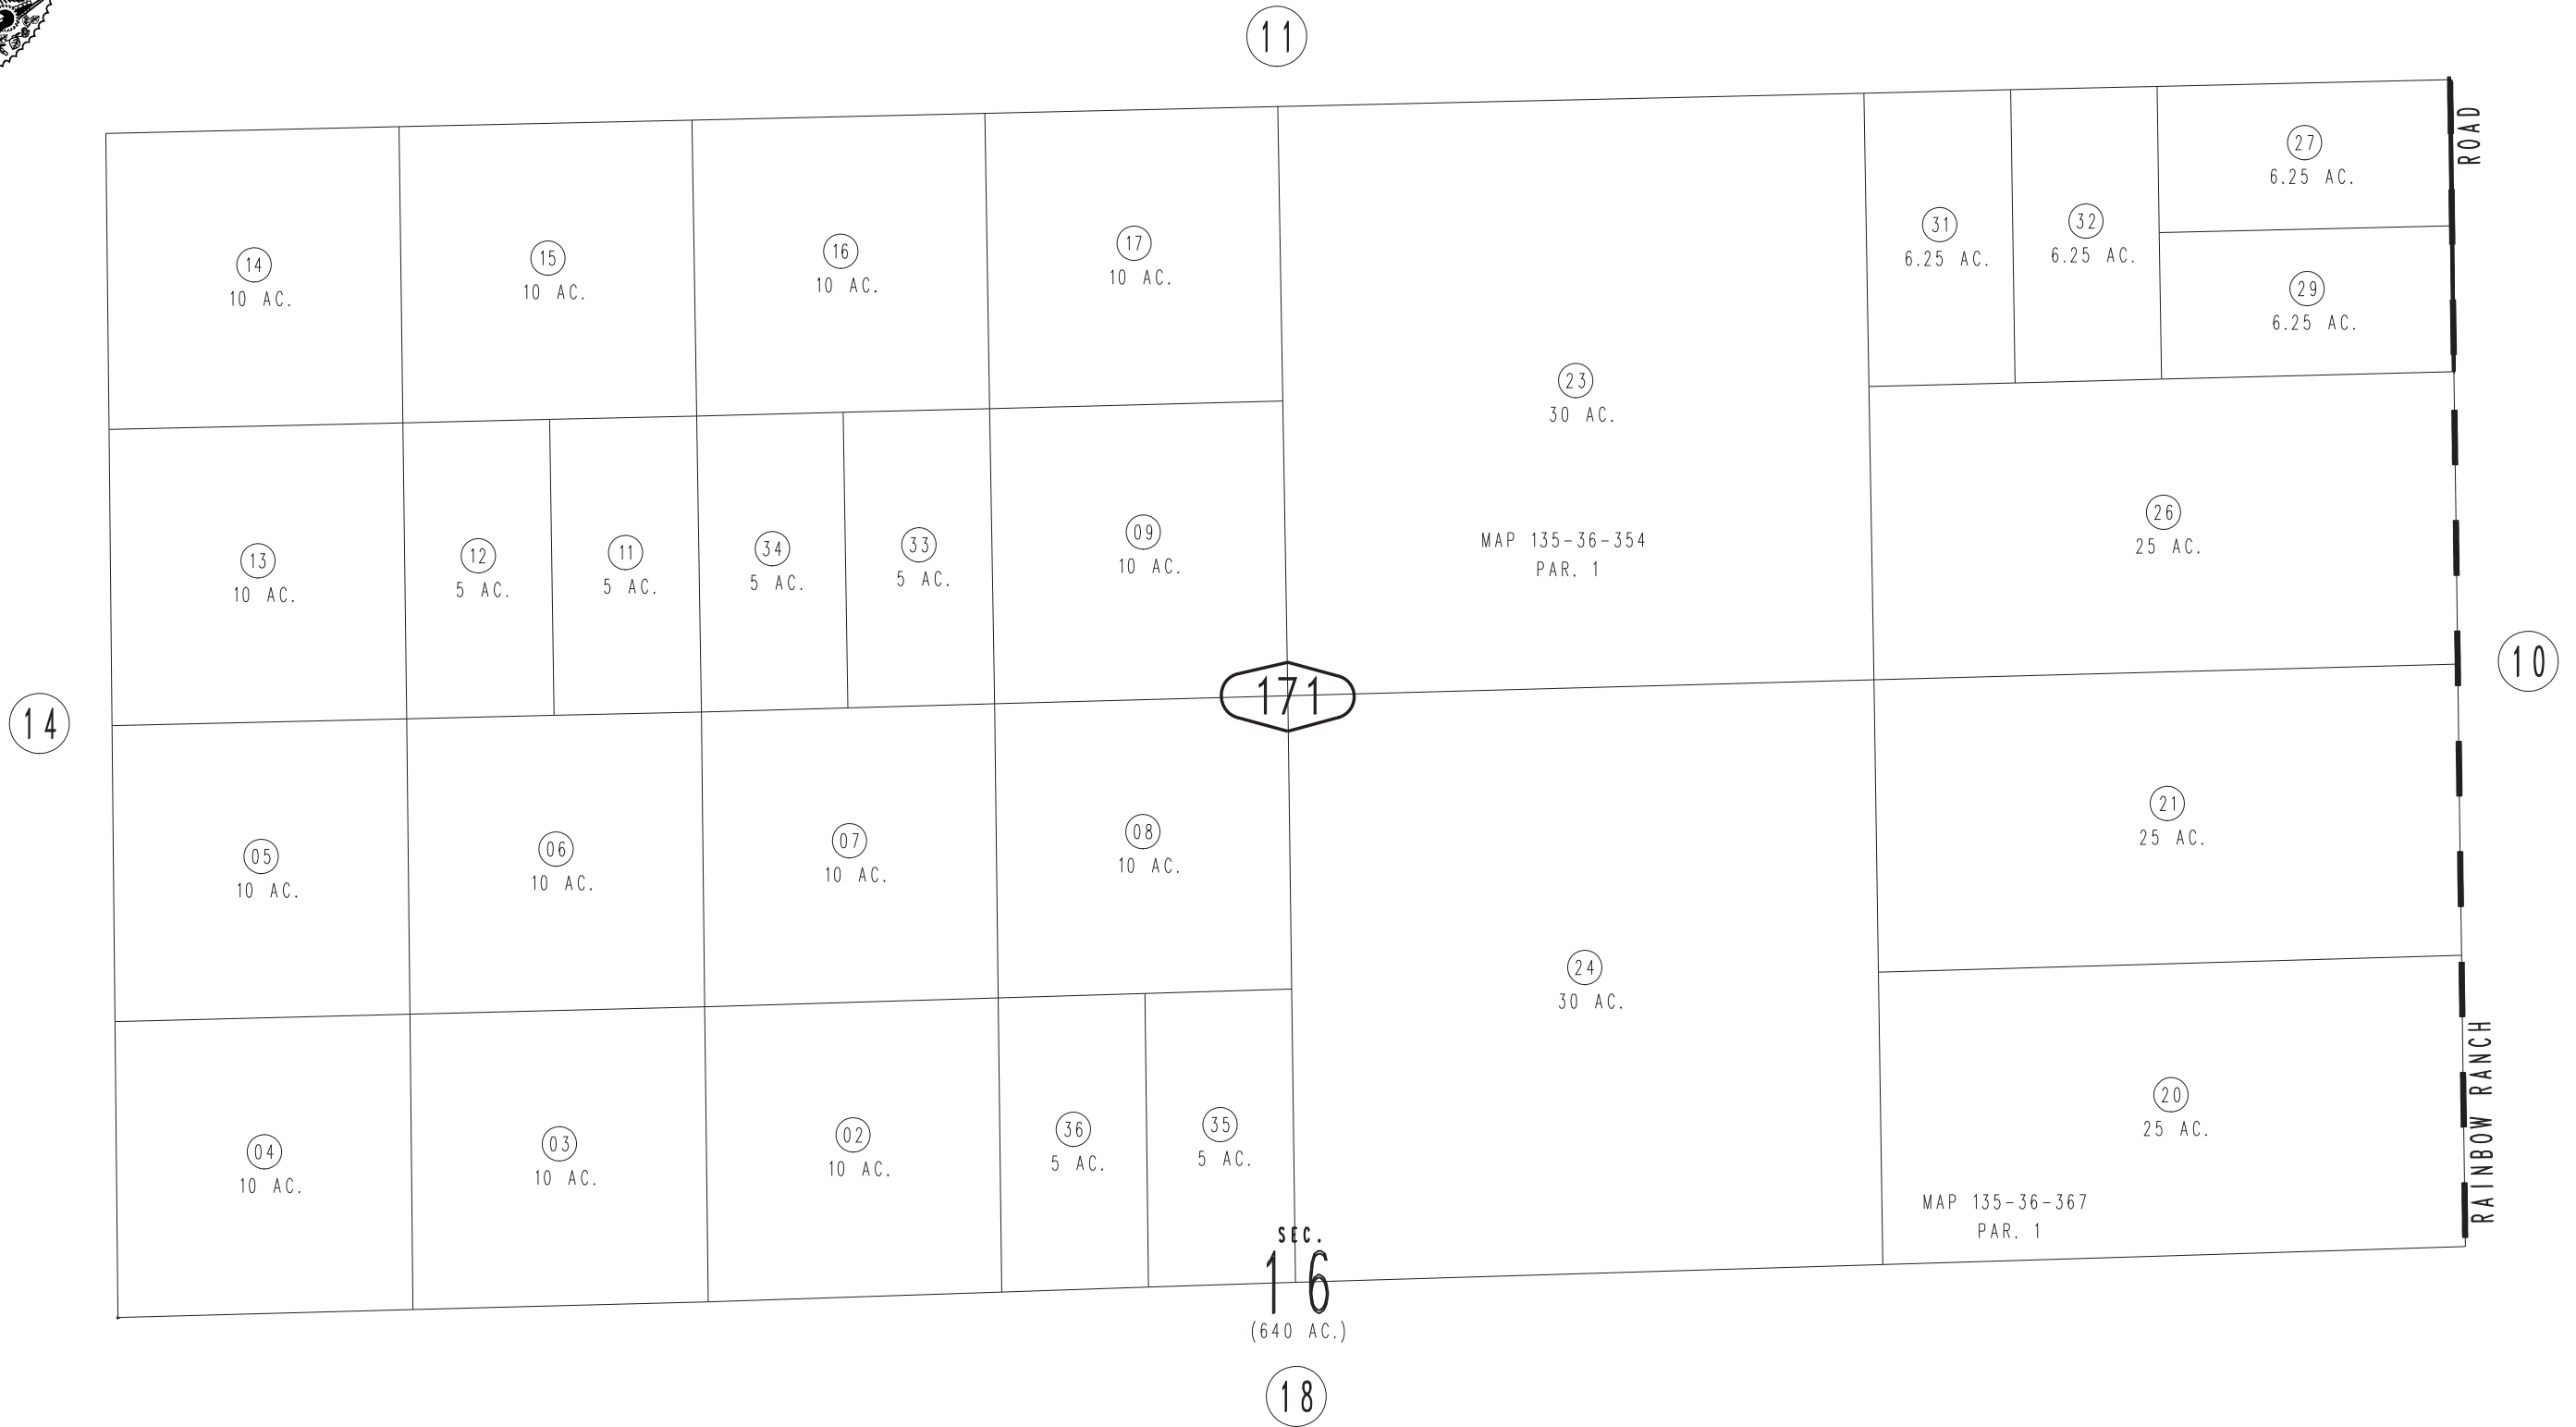 11
ROAD
27
6.25 AC.
31
6.25 AC.
32
6.25 AC.
29
6.25 AC.
14
10 AC.
15
10 AC.
16
10 AC.
17
10 AC.
23
30 AC.
MAP 135-36-354
PAR. 1
26
25 AC.
13
10 AC.
12
5 AC.
11
5 AC.
34
5 AC.
33
5 AC.
09
10 AC.
171
10
14
05
10 AC.
06
10 AC.
07
10 AC.
08
10 AC.
21
25 AC.
24
30 AC.
04
10 AC.
03
10 AC.
02
10 AC.
36
5 AC.
35
5 AC.
20
25 AC.
MAP 135-36-367
PAR. 1
RAINBOW RANCH
SEC.
16
(640 AC.)
18